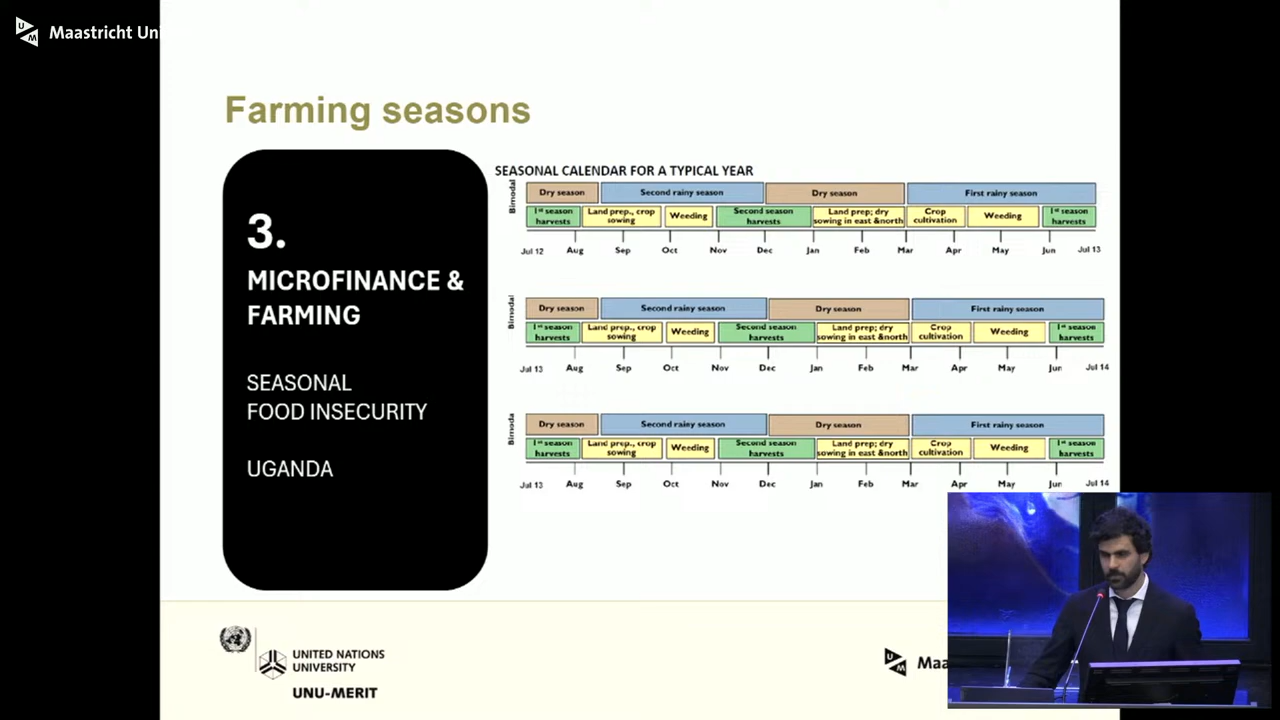 Maastricht Uni
Farming seasons
3.
MICROFINANCE &
FARMING
SEASONAL
FOOD INSECURITY
UGANDA
SEASONAL CALENDAR FOR A TYPICAL YEAR
Bimodal
Dry season Second rainy season Dry season First rainy season
1st season harvests Land prep., crop sowing Weeding Second season harvests Land prep; dry sowing in east &north Crop cultivation Weeding 1st season harvests
Jul 12 Aug Sep Oct Nov Dec Jan Feb Mar Apr May Jun Jul 13
Bimodal
Dry season Second rainy season Dry season First rainy season
1st season harvests Land prep., crop sowing Weeding Second season harvests Land prep; dry sowing in east &north Crop cultivation Weeding 1st season harvests
Jul 13 Aug Sep Oct Nov Dec Jan Feb Mar Apr May Jun Jul 14
Bimoda
Dry season Second rainy season Dry season First rainy season
1st season harvests Land prep., crop sowing Weeding Second season harvests Land prep; dry sowing in east &north Crop cultivation Weeding 1st season harvests
Jul 13 Aug Sep Oct Nov Dec Jan Feb Mar Apr May Jun Jul 14
UNITED NATIONS
UNIVERSITY
UNU-MERIT
Maa